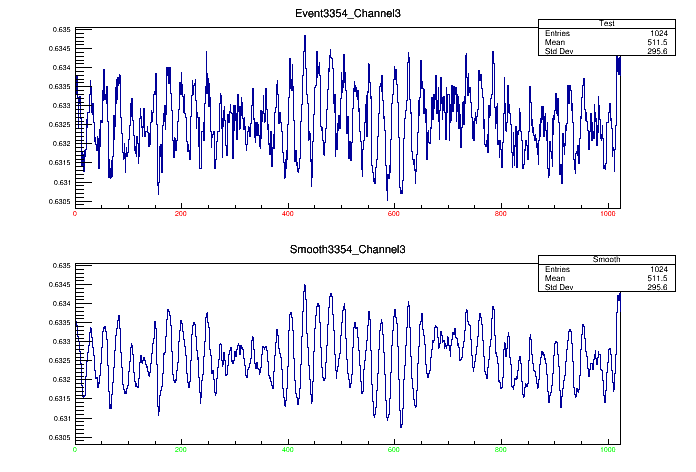 Event3354_Channel3
Test
Entries 1024
Mean 511.5
Std Dev 295.6
0.635
0.6345
0.634
0.6335
0.633
0.6325
0.632
0.6315
0.631
0.6305
0 200 400 600 800 1000
Smooth3354_Channel3
Smooth
Entries 1024
Mean 511.5
Std Dev 295.6
0.635
0.6345
0.634
0.6335
0.633
0.6325
0.632
0.6315
0.631
0.6305
0 200 400 600 800 1000